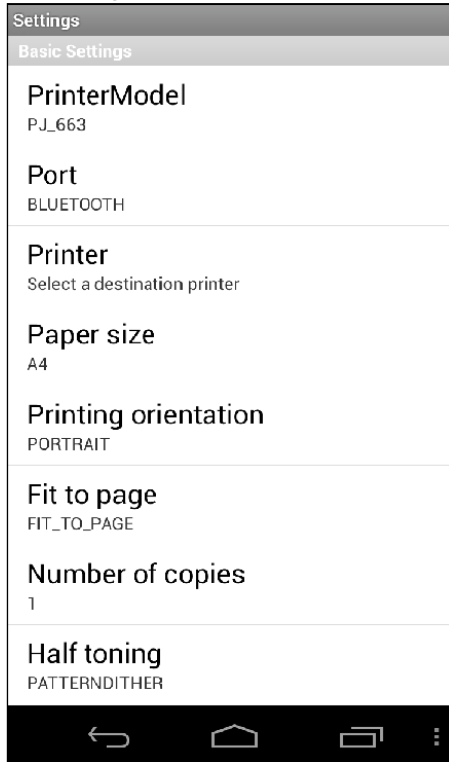 Settings
Basic Settings
PrinterModel
PJ_663
Port
BLUETOOTH
Printer
Select a destination printer
Paper size
A4
Printing orientation
PORTRAIT
Fit to page
FIT_TO_PAGE
Number of copies
1
Half toning
PATTERNDITHER